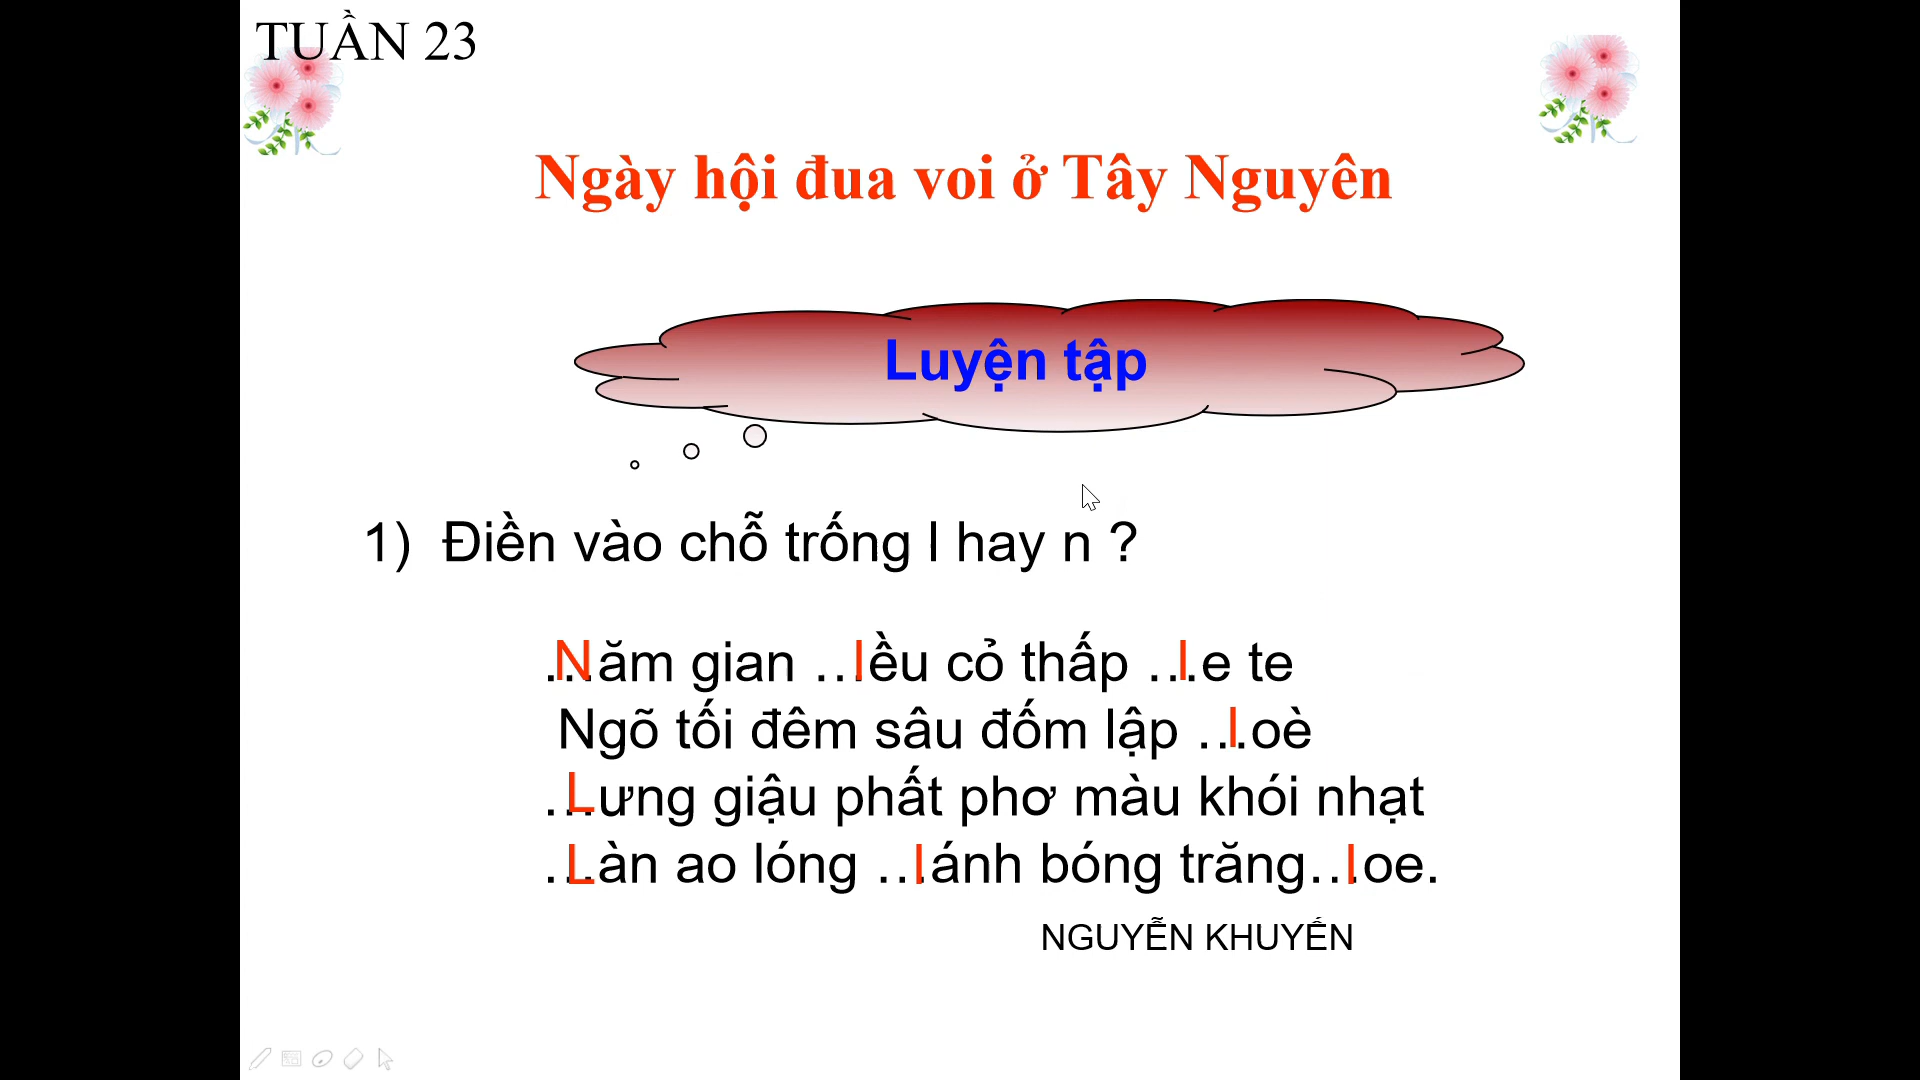 TUẦN 23
Ngày hội đua voi ở Tây Nguyên
Luyện tập
1) Điền vào chỗ trống l hay n ?
...Năm gian ...lều cỏ thấp ...le te
Ngõ tối đêm sâu đốm lập ...loè
...Lưng giậu phất phơ màu khói nhạt
...Làn ao lóng ...lánh bóng trăng...loe.
NGUYỄN KHUYẾN